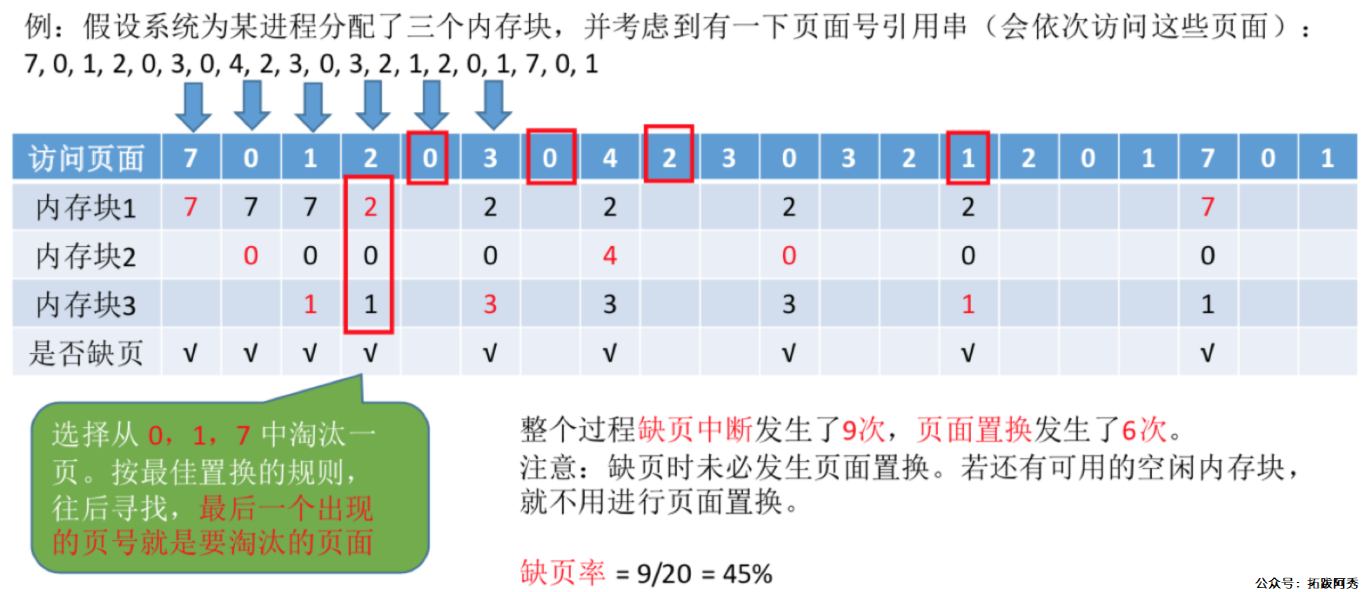 例：假设系统为某进程分配了三个内存块，并考虑到有一下页面号引用串（会依次访问这些页面）：
7, 0, 1, 2, 0, 3, 0, 4, 2, 3, 0, 3, 2, 1, 2, 0, 1, 7, 0, 1
访问页面 7 0 1 2 0 3 0 4 2 3 0 3 2 1 2 0 1 7 0 1
内存块1 7 7 7 2 2 2 2 2 7
内存块2 0 0 0 0 4 0 0 0
内存块3 1 1 3 3 3 1 1
是否缺页 √ √ √ √ √ √ √ √ √
选择从 0，1，7 中淘汰一
页。按最佳置换的规则，
往后寻找，最后一个出现
的页号就是要淘汰的页面
整个过程缺页中断发生了9次，页面置换发生了6次。
注意：缺页时未必发生页面置换。若还有可用的空闲内存块，
就不用进行页面置换。
缺页率 = 9/20 = 45%
公众号：拓跋阿秀